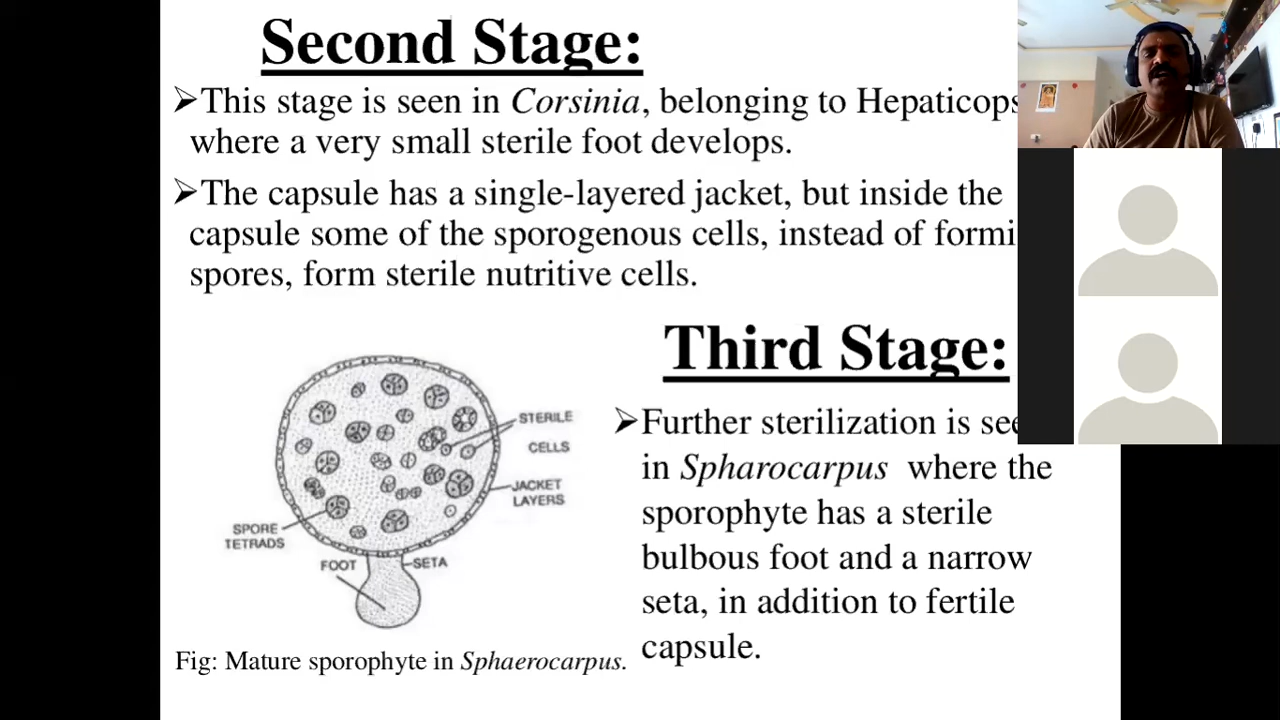 Second Stage:
➢This stage is seen in Corsinia, belonging to Hepaticops
where a very small sterile foot develops.
➢The capsule has a single-layered jacket, but inside the
capsule some of the sporogenous cells, instead of formi
spores, form sterile nutritive cells.
Third Stage:
➢Further sterilization is see
in Spharocarpus where the
sporophyte has a sterile
bulbous foot and a narrow
seta, in addition to fertile
capsule.
STERILE
CELLS
JACKET
LAYERS
SPORE
TETRADS
FOOT
SETA
Fig: Mature sporophyte in Sphaerocarpus.